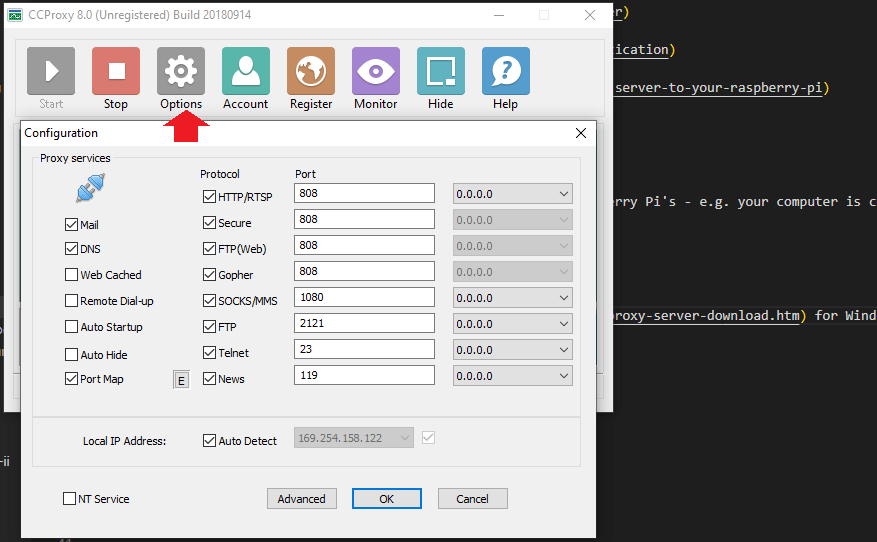 CCProxy 8.0 (Unregistered) Build 20180914
Start Stop Options Account Register Monitor Hide Help
Configuration
Proxy services
Protocol Port
HTTP/RTSP 808 0.0.0.0
Mail Secure 808 0.0.0.0
DNS FTP(Web) 808 0.0.0.0
Web Cached Gopher 808 0.0.0.0
Remote Dial-up SOCKS/MMS 1080 0.0.0.0
Auto Startup FTP 2121 0.0.0.0
Auto Hide Telnet 23 0.0.0.0
Port Map E News 119 0.0.0.0
Local IP Address: Auto Detect 169.254.158.122
NT Service Advanced OK Cancel
er)
ication)
server-to-your-raspberry-pi)
erry Pi's - e.g. your computer is c
proxy-server-download.htm) for Wind
-ii